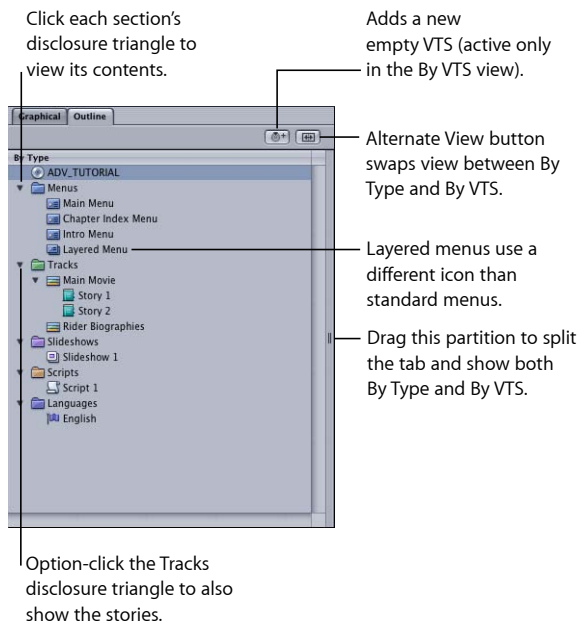 Click each section's
disclosure triangle to
view its contents.
Adds a new
empty VTS (active only
in the By VTS view).
Graphical Outline
Alternate View button
swaps view between By
Type and By VTS.
By Type
ADV_TUTORIAL
Menus
Main Menu
Chapter Index Menu
Intro Menu
Layered Menu
Layered menus use a
different icon than
standard menus.
Tracks
Main Movie
Story 1
Story 2
Rider Biographies
Drag this partition to split
the tab and show both
By Type and By VTS.
Slideshows
Slideshow 1
Scripts
Script 1
Languages
English
Option-click the Tracks
disclosure triangle to also
show the stories.